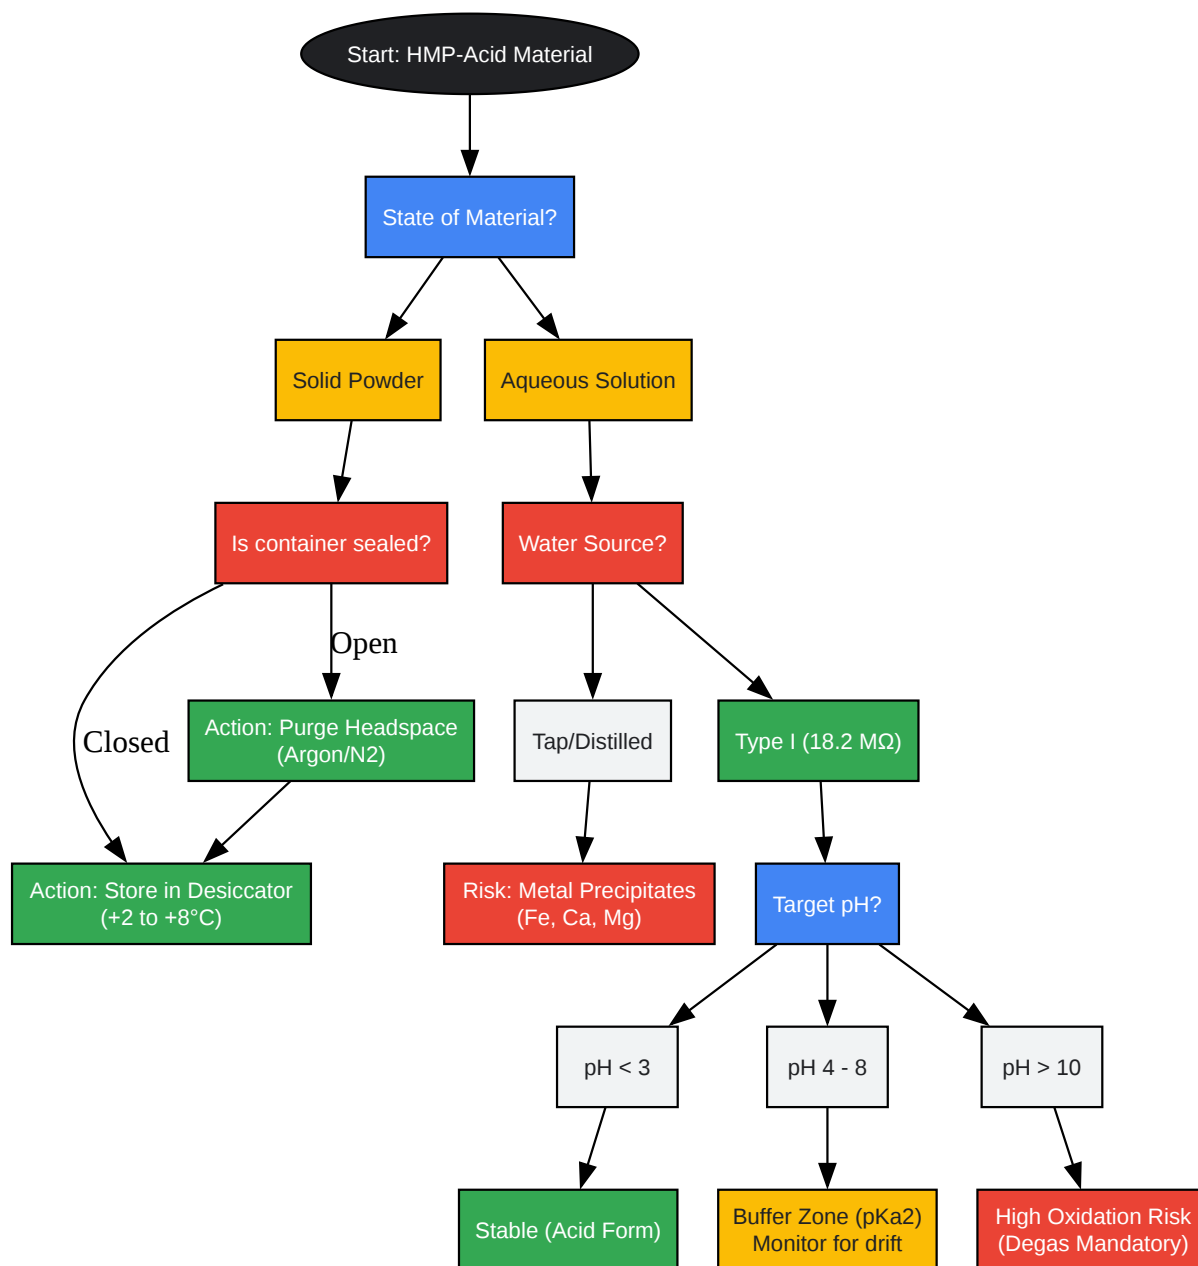 Start: HMP-Acid Material
State of Material?
Solid Powder
Aqueous Solution
Is container sealed?
Water Source?
Open
Closed
Action: Purge Headspace
(Argon/N2)
Tap/Distilled
Type I (18.2 MΩ)
Action: Store in Desiccator
(+2 to +8°C)
Risk: Metal Precipitates
(Fe, Ca, Mg)
Target pH?
pH < 3
pH 4 - 8
pH > 10
Stable (Acid Form)
Buffer Zone (pKa2)
Monitor for drift
High Oxidation Risk
(Degas Mandatory)